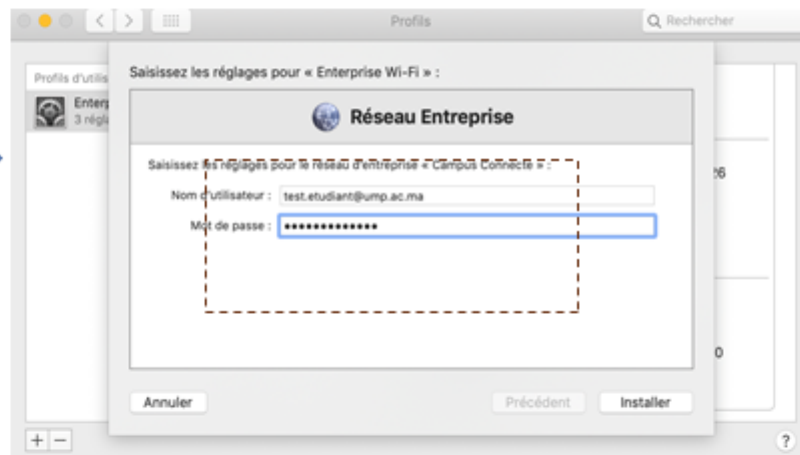 Profils
Rechercher
Profils d'utilis
Enterp
3 régla
Saisissez les réglages pour « Enterprise Wi-Fi » :
Réseau Entreprise
Saisissez les réglages pour le réseau d'entreprise « Campus Connecté » :
Nom d'utilisateur : test.etudiant@ump.ac.ma
Mot de passe : •••••••••••••
26
0
Annuler
Précédent
Installer
+ −
?